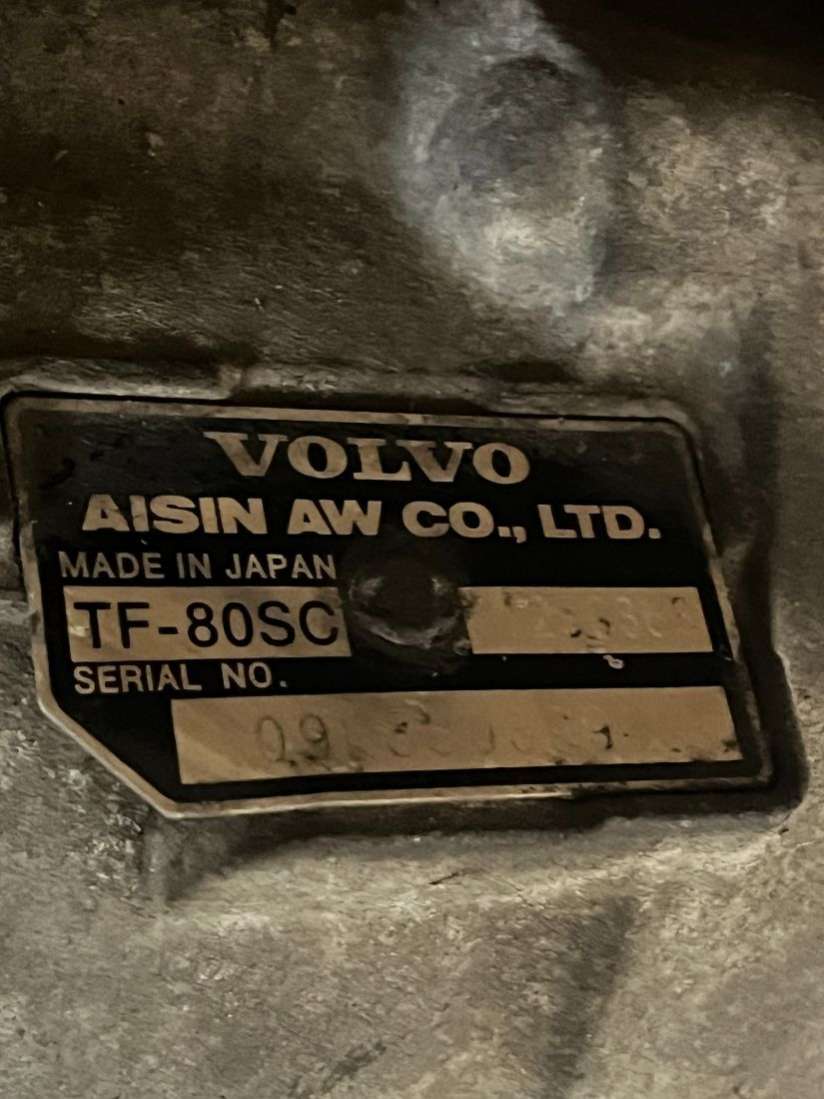 VOLVO
AISIN AW CO., LTD.
MADE IN JAPAN
TF-80SC
SERIAL NO.